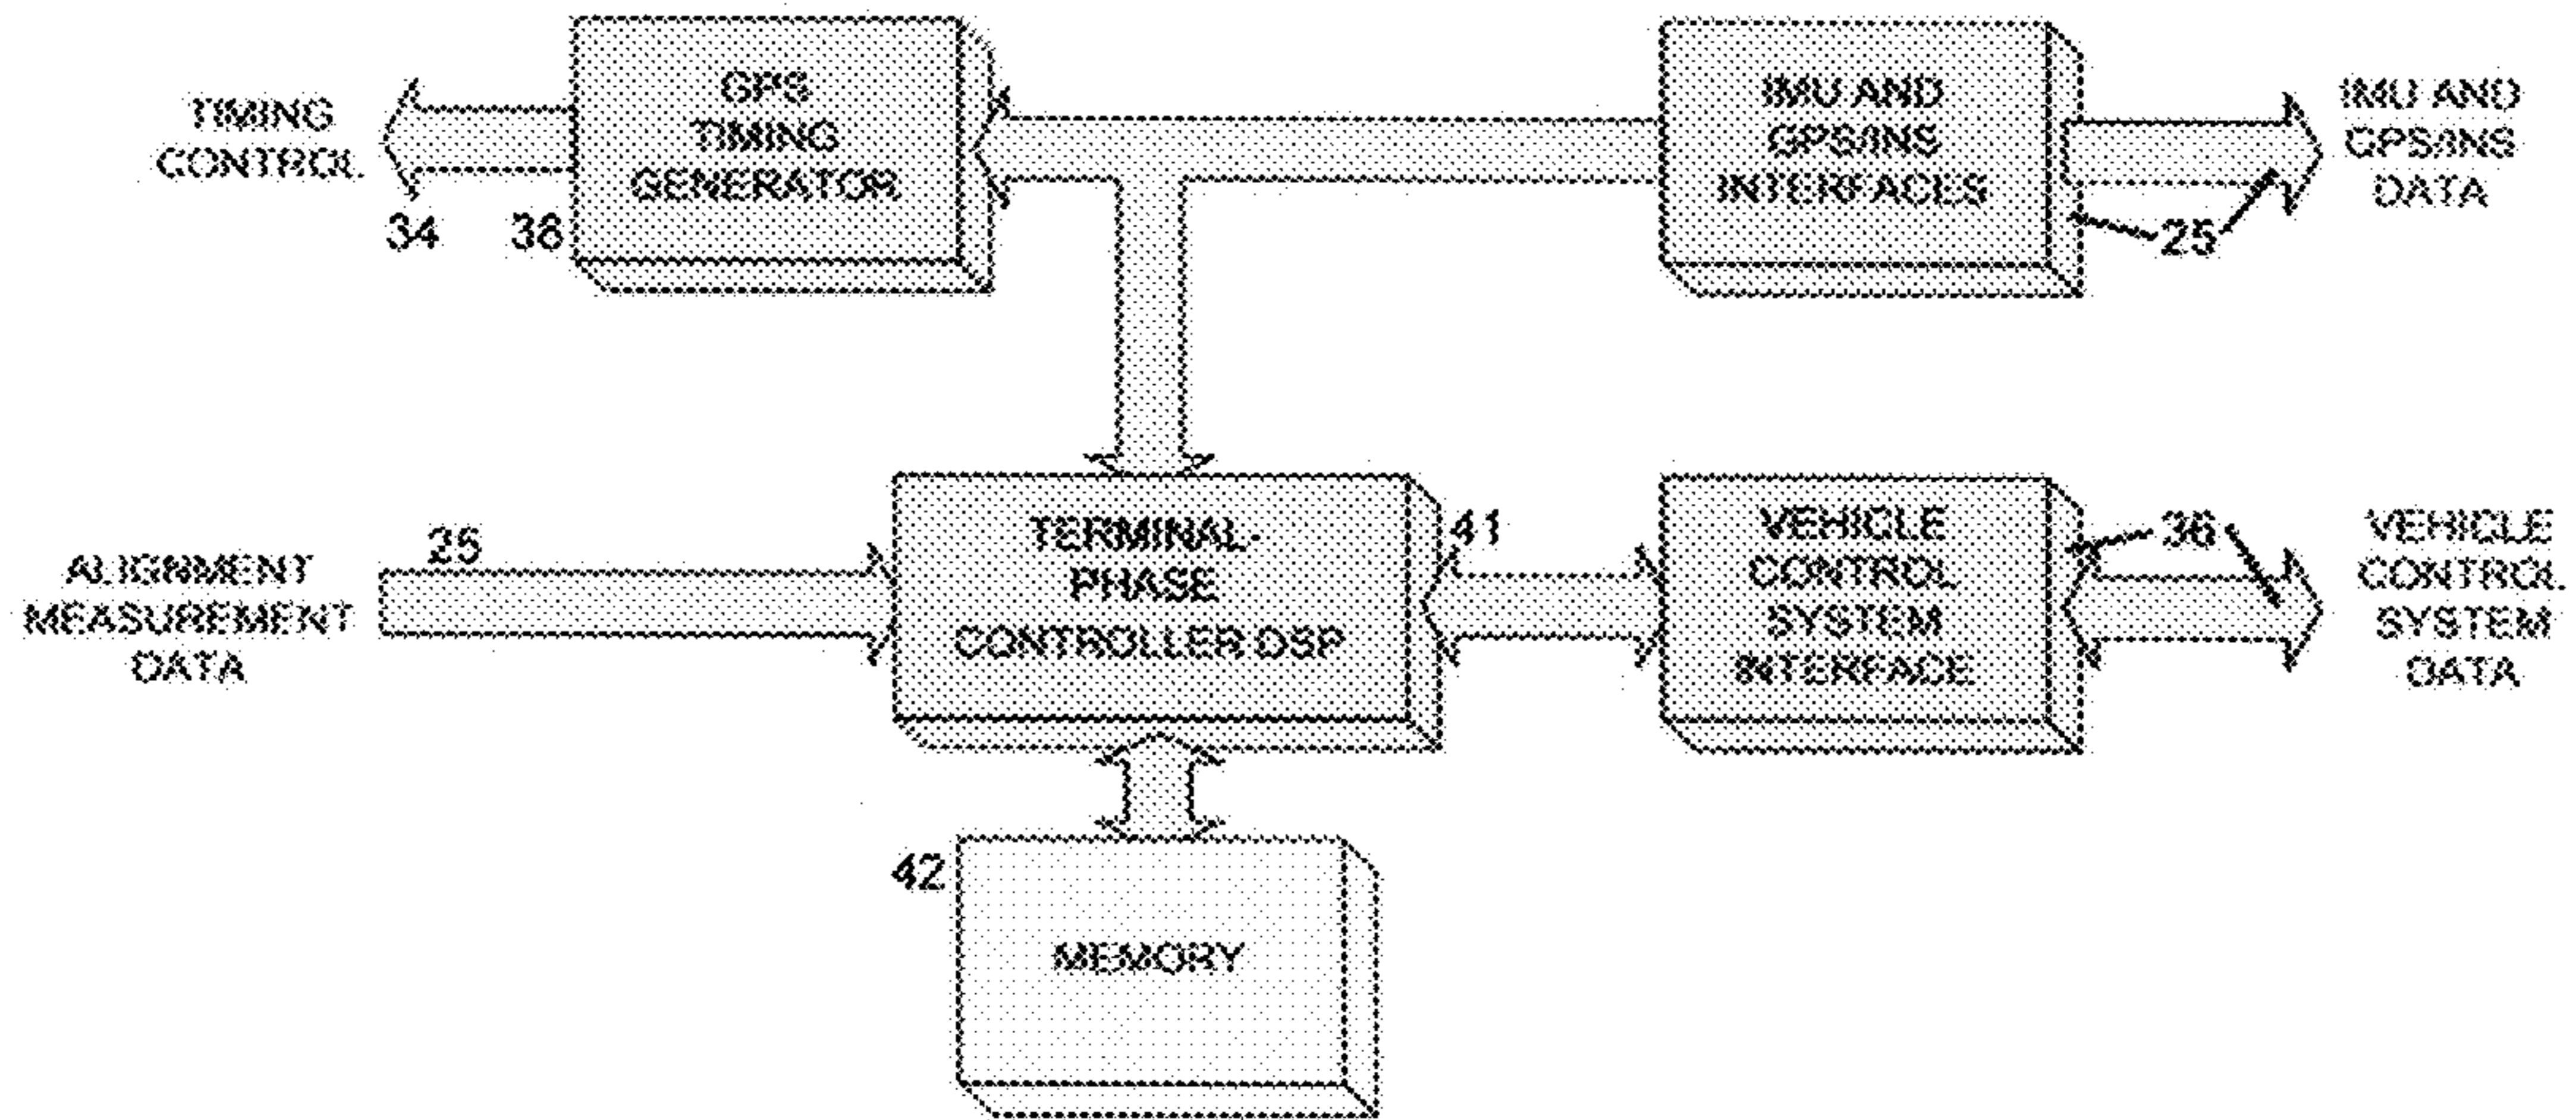 TIMING
CONTROL
34
38
GPS
TIMING
GENERATOR
IMU AND
GPS/INS
INTERFACES
25
IMU AND
GPS/INS
DATA
ALIGNMENT
MEASUREMENT
DATA
25
TERMINAL-
PHASE
CONTROLLER DSP
41
VEHICLE
CONTROL
SYSTEM
INTERFACE
36
VEHICLE
CONTROL
SYSTEM
DATA
42
MEMORY